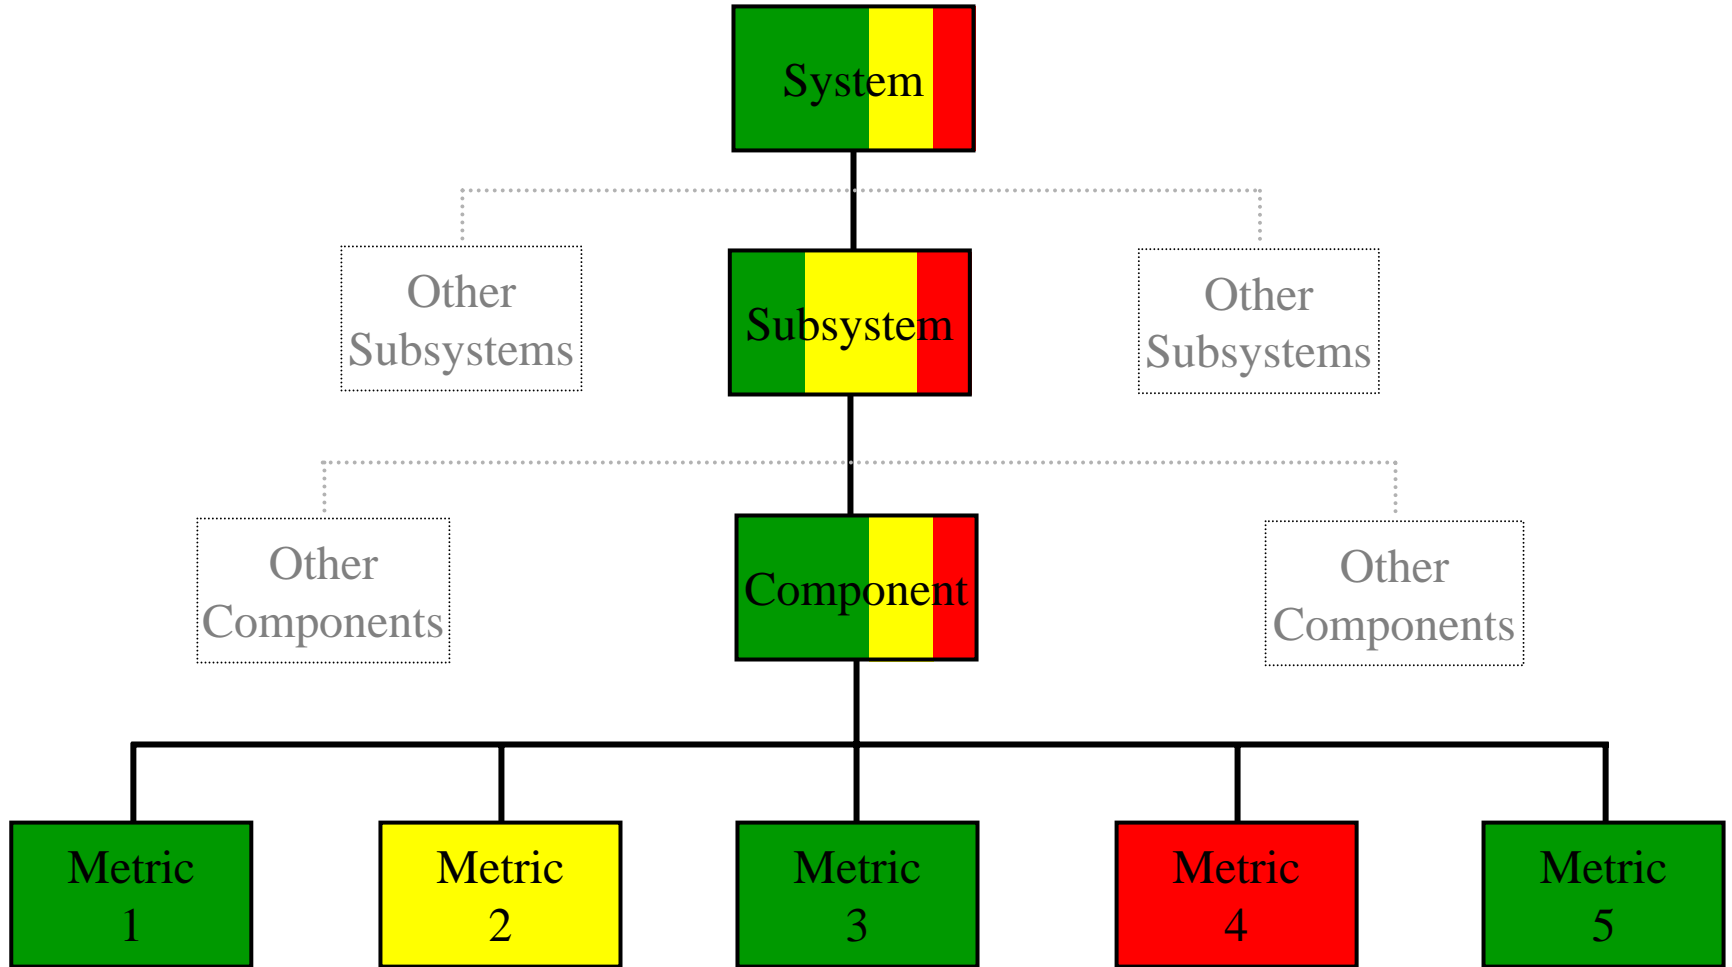 System
Other
Subsystems
Subsystem
Other
Subsystems
Other
Components
Component
Other
Components
Metric
1
Metric
2
Metric
3
Metric
4
Metric
5